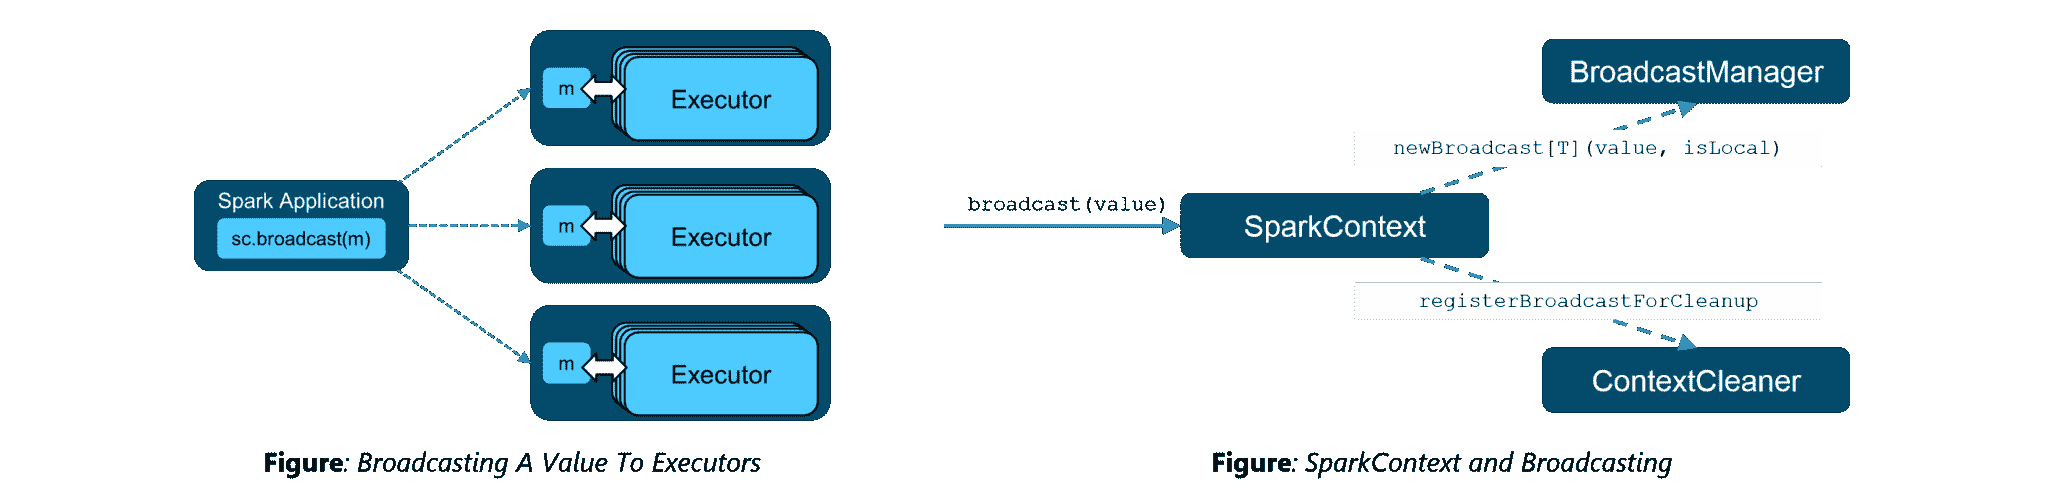 Spark Application
sc.broadcast(m)
m
Executor
m
Executor
m
Executor
Figure: Broadcasting A Value To Executors
broadcast(value)
SparkContext
BroadcastManager
newBroadcast[T](value, isLocal)
registerBroadcastForCleanup
ContextCleaner
Figure: SparkContext and Broadcasting